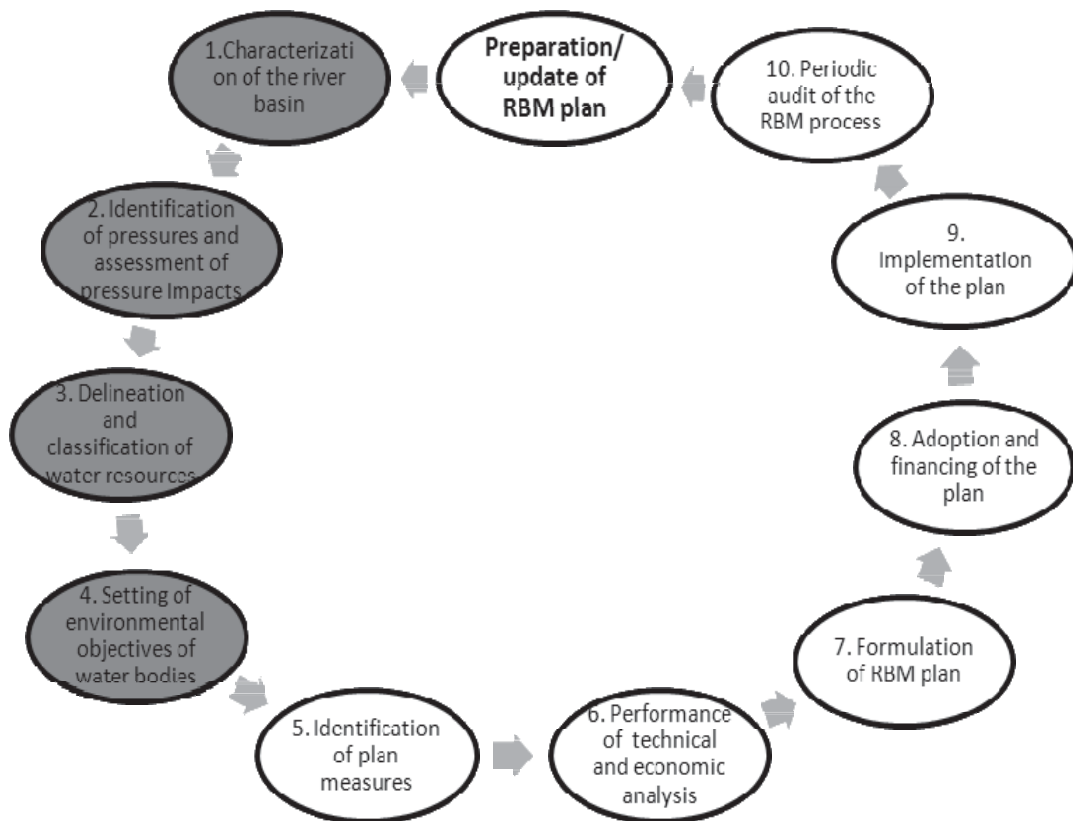 Preparation/
update of
RBM plan
1.Characterizati
on of the river
basin
2. Identification
of pressures and
assessment of
pressure impacts
3. Delineation
and
classification of
water resources
4. Setting of
environmental
objectives of
water bodies
5. Identification
of plan
measures
6. Performance
of technical
and economic
analysis
7. Formulation
of RBM plan
8. Adoption and
financing of the
plan
9.
Implementation
of the plan
10. Periodic
audit of the
RBM process